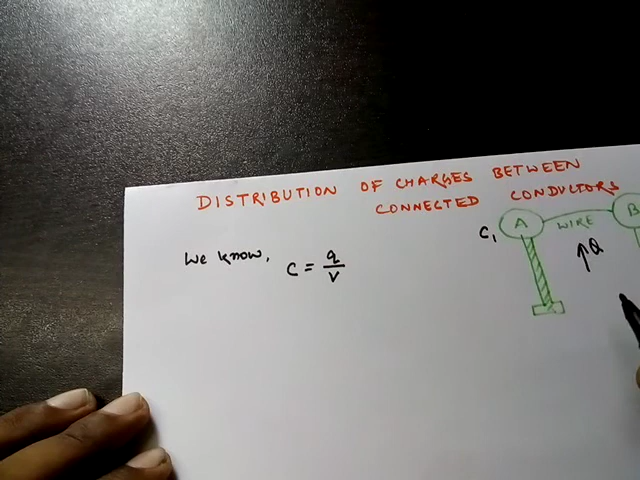 DISTRIBUTION OF CHARGES BETWEEN
CONNECTED CONDUCTORS
A WIRE B
C₁
↑Q
We know, C = q/v